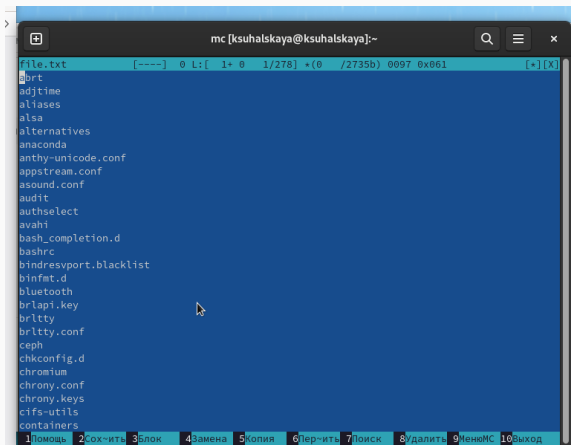 mc [ksuhalskaya@ksuhalskaya]:~
file.txt [----] 0 L:[ 1+ 0 1/278] *(0 /2735b) 0097 0x061 [*][X]
abrt
adjtime
aliases
alsa
alternatives
anaconda
anthy-unicode.conf
appstream.conf
asound.conf
audit
authselect
avahi
bash_completion.d
bashrc
bindresvport.blacklist
binfmt.d
bluetooth
brlapi.key
brltty
brltty.conf
ceph
chkconfig.d
chromium
chrony.conf
chrony.keys
cifs-utils
containers
1Помощь 2Сох~ить 3Блок 4Замена 5Копия 6Пер~ить 7Поиск 8Удалить 9МенюMC 10Выход